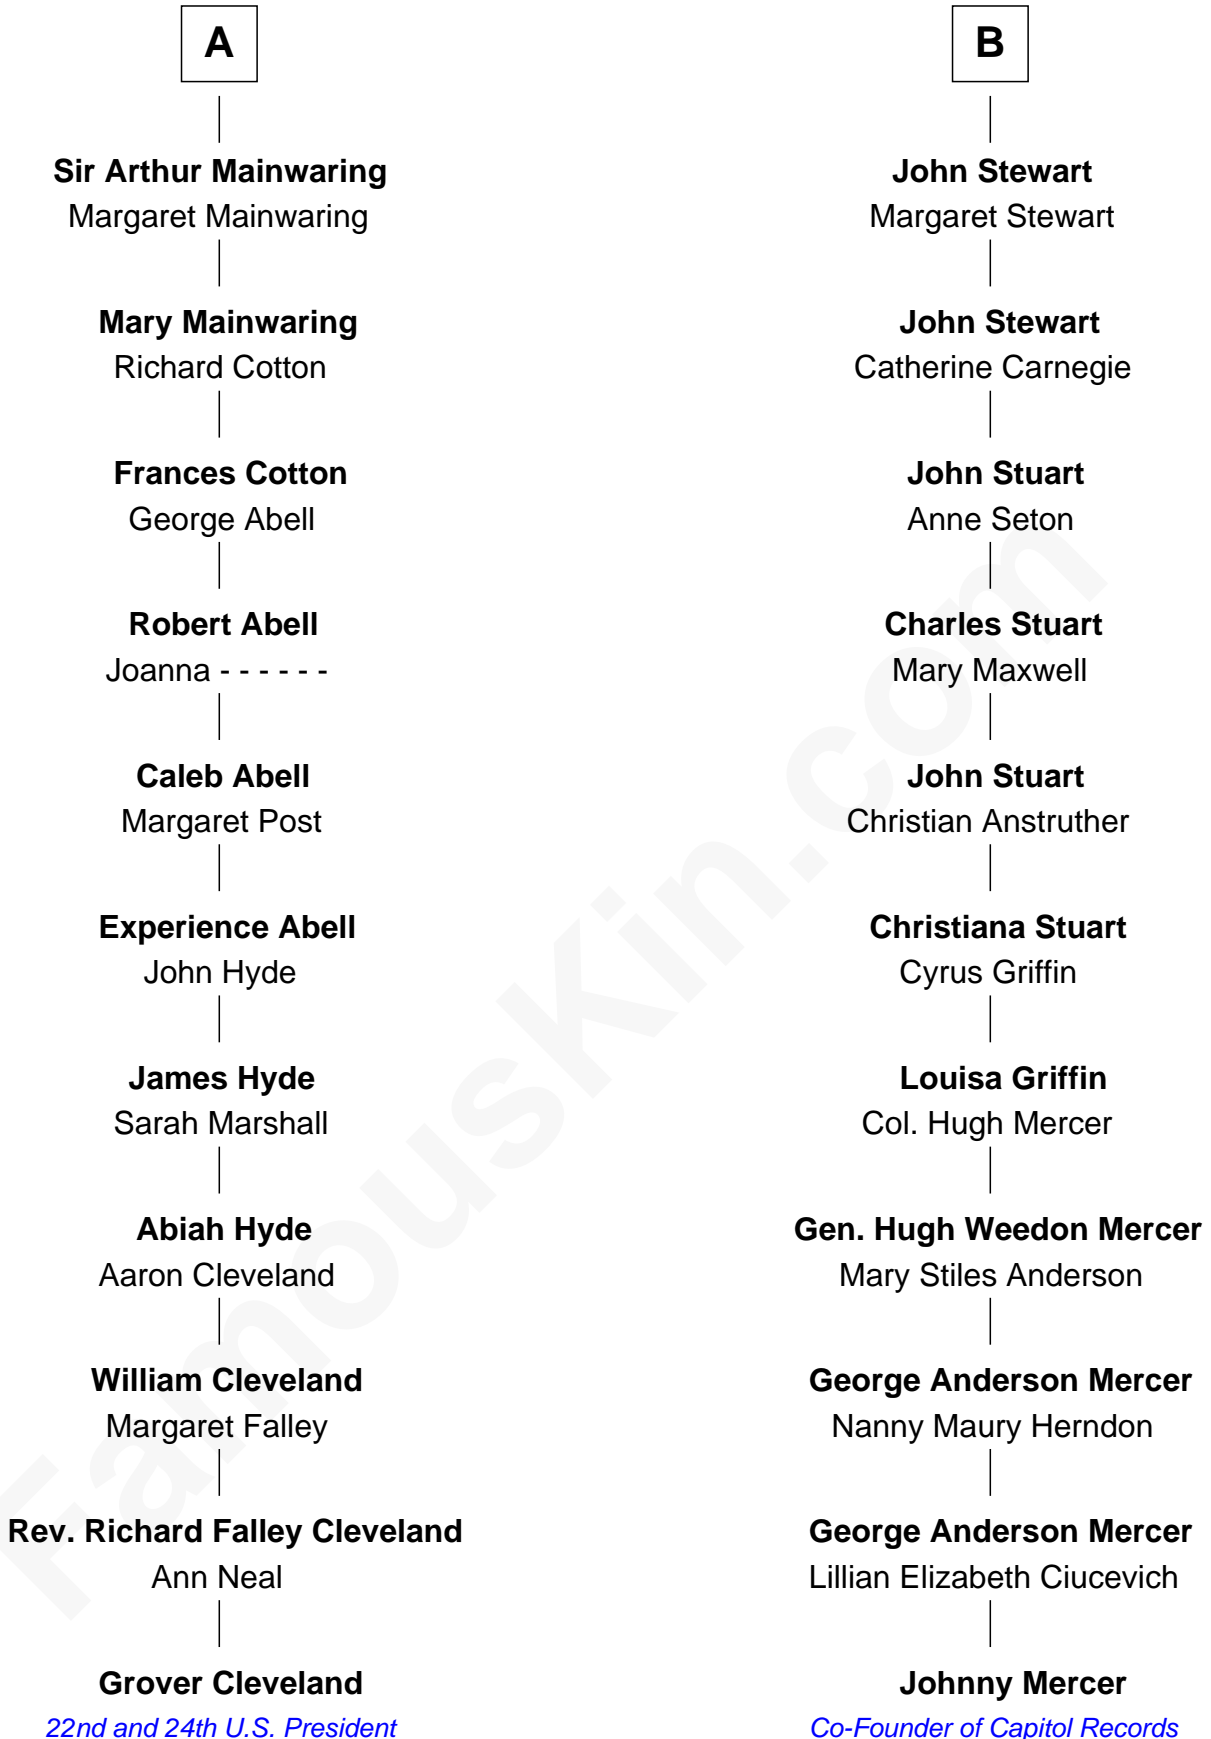 A
Sir Arthur Mainwaring
Margaret Mainwaring
Mary Mainwaring
Richard Cotton
Frances Cotton
George Abell
Robert Abell
Joanna - - - - - -
Caleb Abell
Margaret Post
Experience Abell
John Hyde
James Hyde
Sarah Marshall
Abiah Hyde
Aaron Cleveland
William Cleveland
Margaret Falley
Rev. Richard Falley Cleveland
Ann Neal
Grover Cleveland
22nd and 24th U.S. President
B
John Stewart
Margaret Stewart
John Stewart
Catherine Carnegie
John Stuart
Anne Seton
Charles Stuart
Mary Maxwell
John Stuart
Christian Anstruther
Christiana Stuart
Cyrus Griffin
Louisa Griffin
Col. Hugh Mercer
Gen. Hugh Weedon Mercer
Mary Stiles Anderson
George Anderson Mercer
Nanny Maury Herndon
George Anderson Mercer
Lillian Elizabeth Ciucevich
Johnny Mercer
Co-Founder of Capitol Records
FamousKin.com